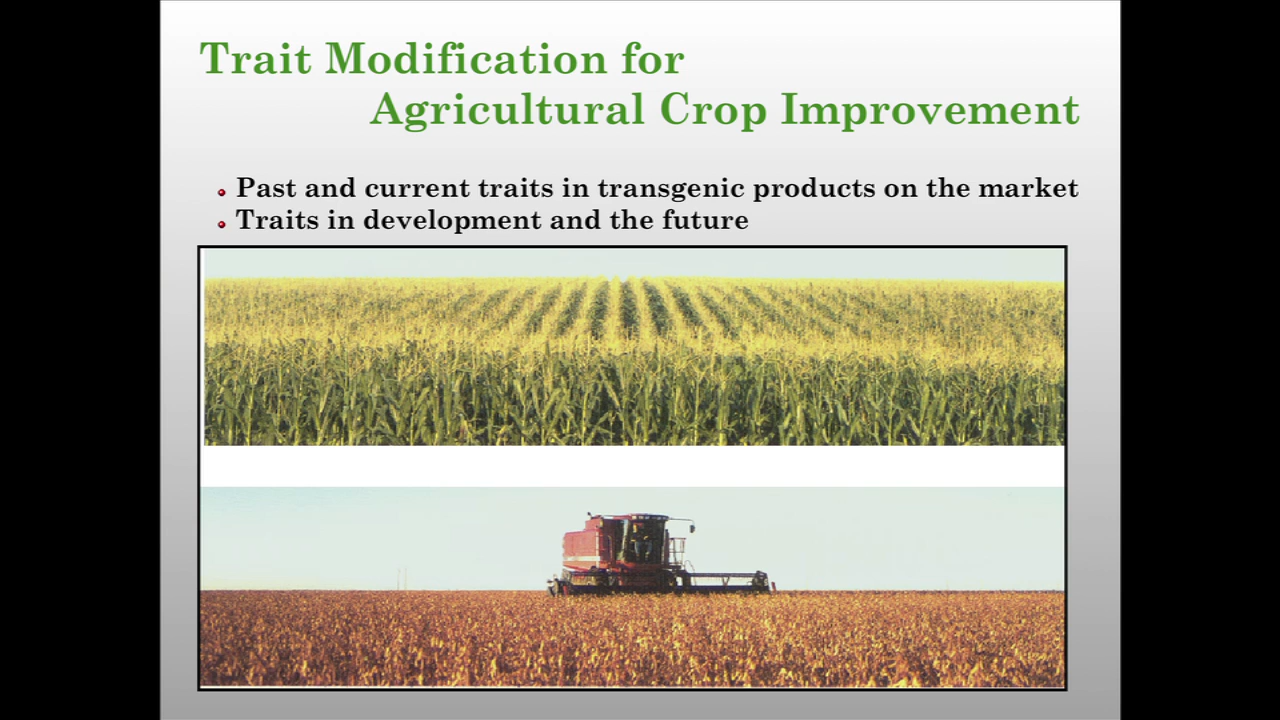 Trait Modification for
Agricultural Crop Improvement
Past and current traits in transgenic products on the market
Traits in development and the future